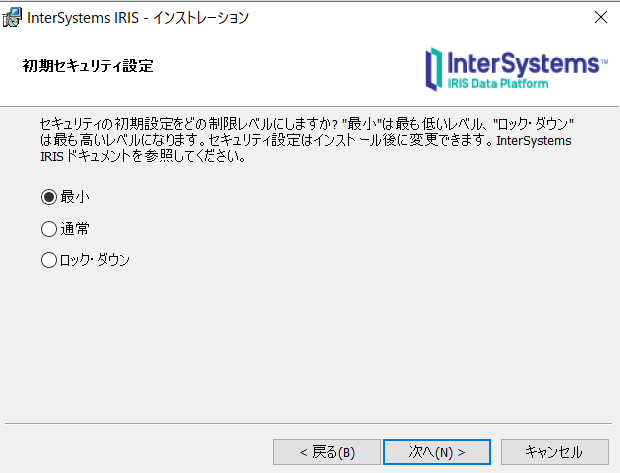 InterSystems IRIS - インストレーション
初期セキュリティ設定
InterSystems™
IRIS Data Platform
セキュリティの初期設定をどの制限レベルにしますか? "最小"は最も低いレベル、"ロック・ダウン"
は最も高いレベルになります。セキュリティ設定はインストール後に変更できます。InterSystems
IRIS ドキュメントを参照してください。
最小
通常
ロック・ダウン
< 戻る(B)
次へ(N) >
キャンセル